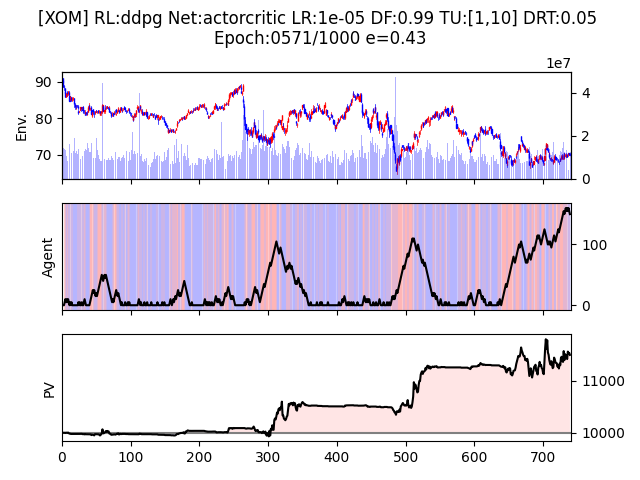 [XOM] RL:ddpg Net:actorcritic LR:1e-05 DF:0.99 TU:[1,10] DRT:0.05
Epoch:0571/1000 e=0.43
1e7
90
80
70
Env.
4
2
0
Agent
100
0
PV
11000
10000
0 100 200 300 400 500 600 700